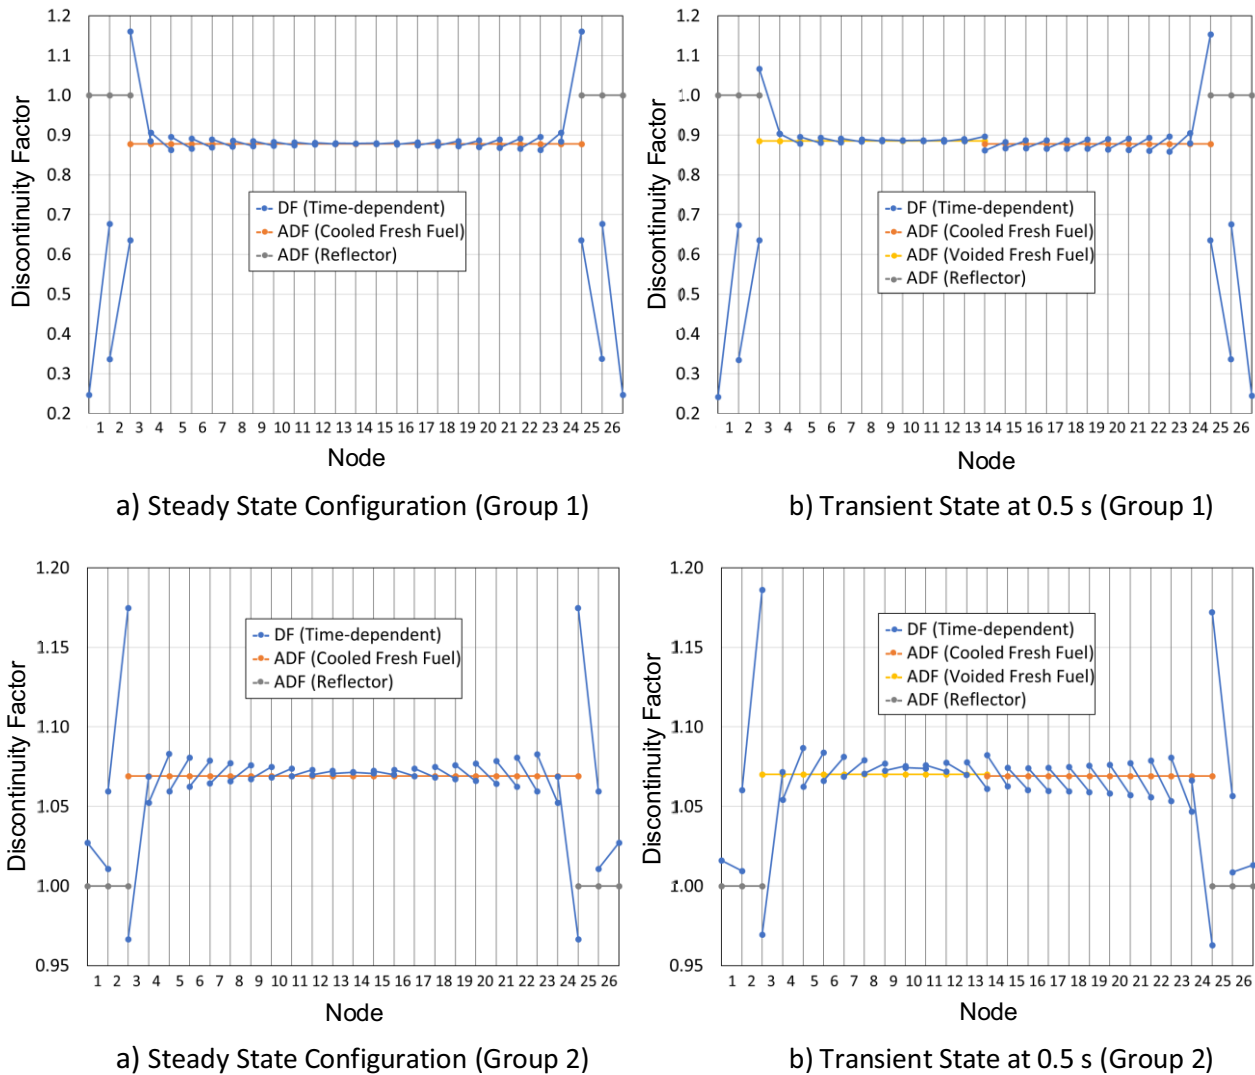 1.2
1.1
1.0
0.9
0.8
0.7
0.6
0.5
0.4
0.3
0.2
Discontinuity Factor
DF (Time-dependent)
ADF (Cooled Fresh Fuel)
ADF (Reflector)
1 2 3 4 5 6 7 8 9 10 11 12 13 14 15 16 17 18 19 20 21 22 23 24 25 26
Node
a) Steady State Configuration (Group 1)
1.2
1.1
1.0
0.9
0.8
0.7
0.6
0.5
0.4
0.3
0.2
Discontinuity Factor
DF (Time-dependent)
ADF (Cooled Fresh Fuel)
ADF (Voided Fresh Fuel)
ADF (Reflector)
1 2 3 4 5 6 7 8 9 10 11 12 13 14 15 16 17 18 19 20 21 22 23 24 25 26
Node
b) Transient State at 0.5 s (Group 1)
1.20
1.15
1.10
1.05
1.00
0.95
Discontinuity Factor
DF (Time-dependent)
ADF (Cooled Fresh Fuel)
ADF (Reflector)
1 2 3 4 5 6 7 8 9 10 11 12 13 14 15 16 17 18 19 20 21 22 23 24 25 26
Node
a) Steady State Configuration (Group 2)
1.20
1.15
1.10
1.05
1.00
0.95
Discontinuity Factor
DF (Time-dependent)
ADF (Cooled Fresh Fuel)
ADF (Voided Fresh Fuel)
ADF (Reflector)
1 2 3 4 5 6 7 8 9 10 11 12 13 14 15 16 17 18 19 20 21 22 23 24 25 26
Node
b) Transient State at 0.5 s (Group 2)